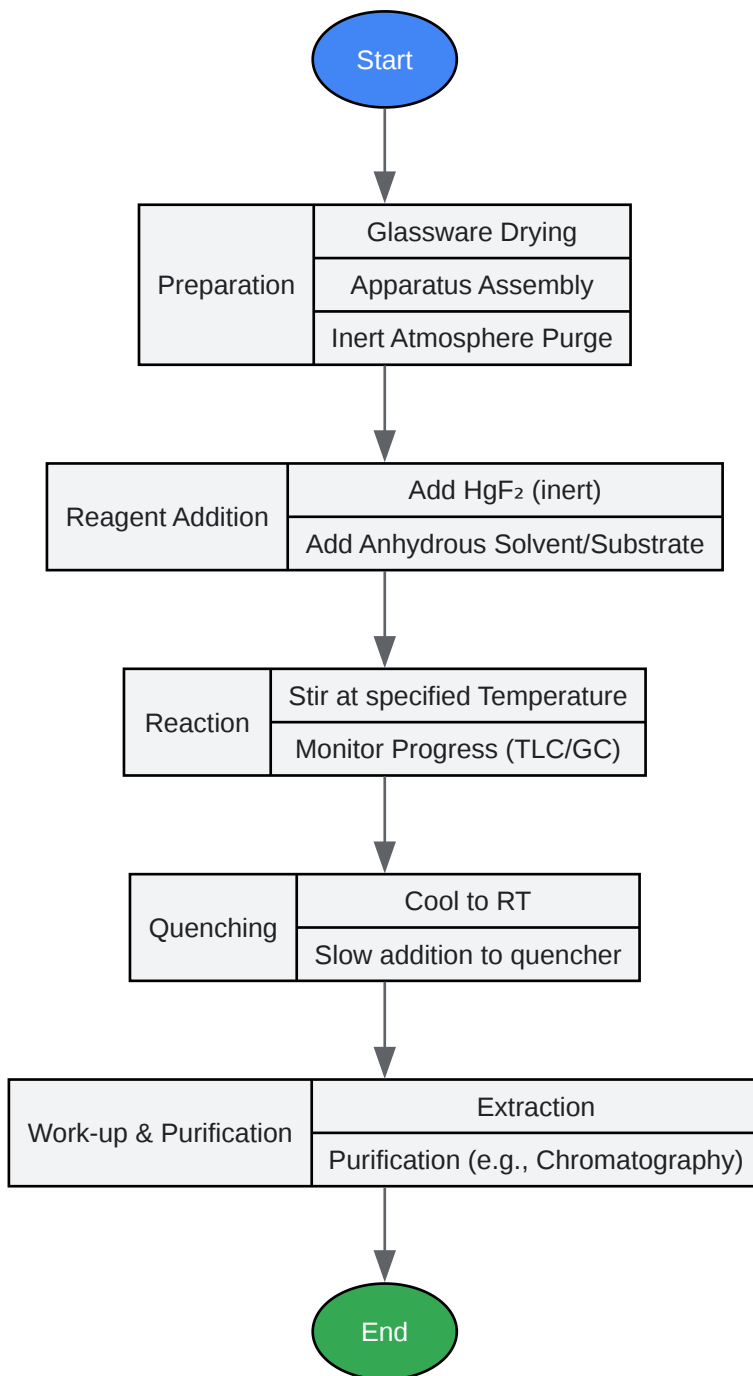 Start
Preparation
Glassware Drying
Apparatus Assembly
Inert Atmosphere Purge
Reagent Addition
Add HgF₂ (inert)
Add Anhydrous Solvent/Substrate
Reaction
Stir at specified Temperature
Monitor Progress (TLC/GC)
Quenching
Cool to RT
Slow addition to quencher
Work-up & Purification
Extraction
Purification (e.g., Chromatography)
End